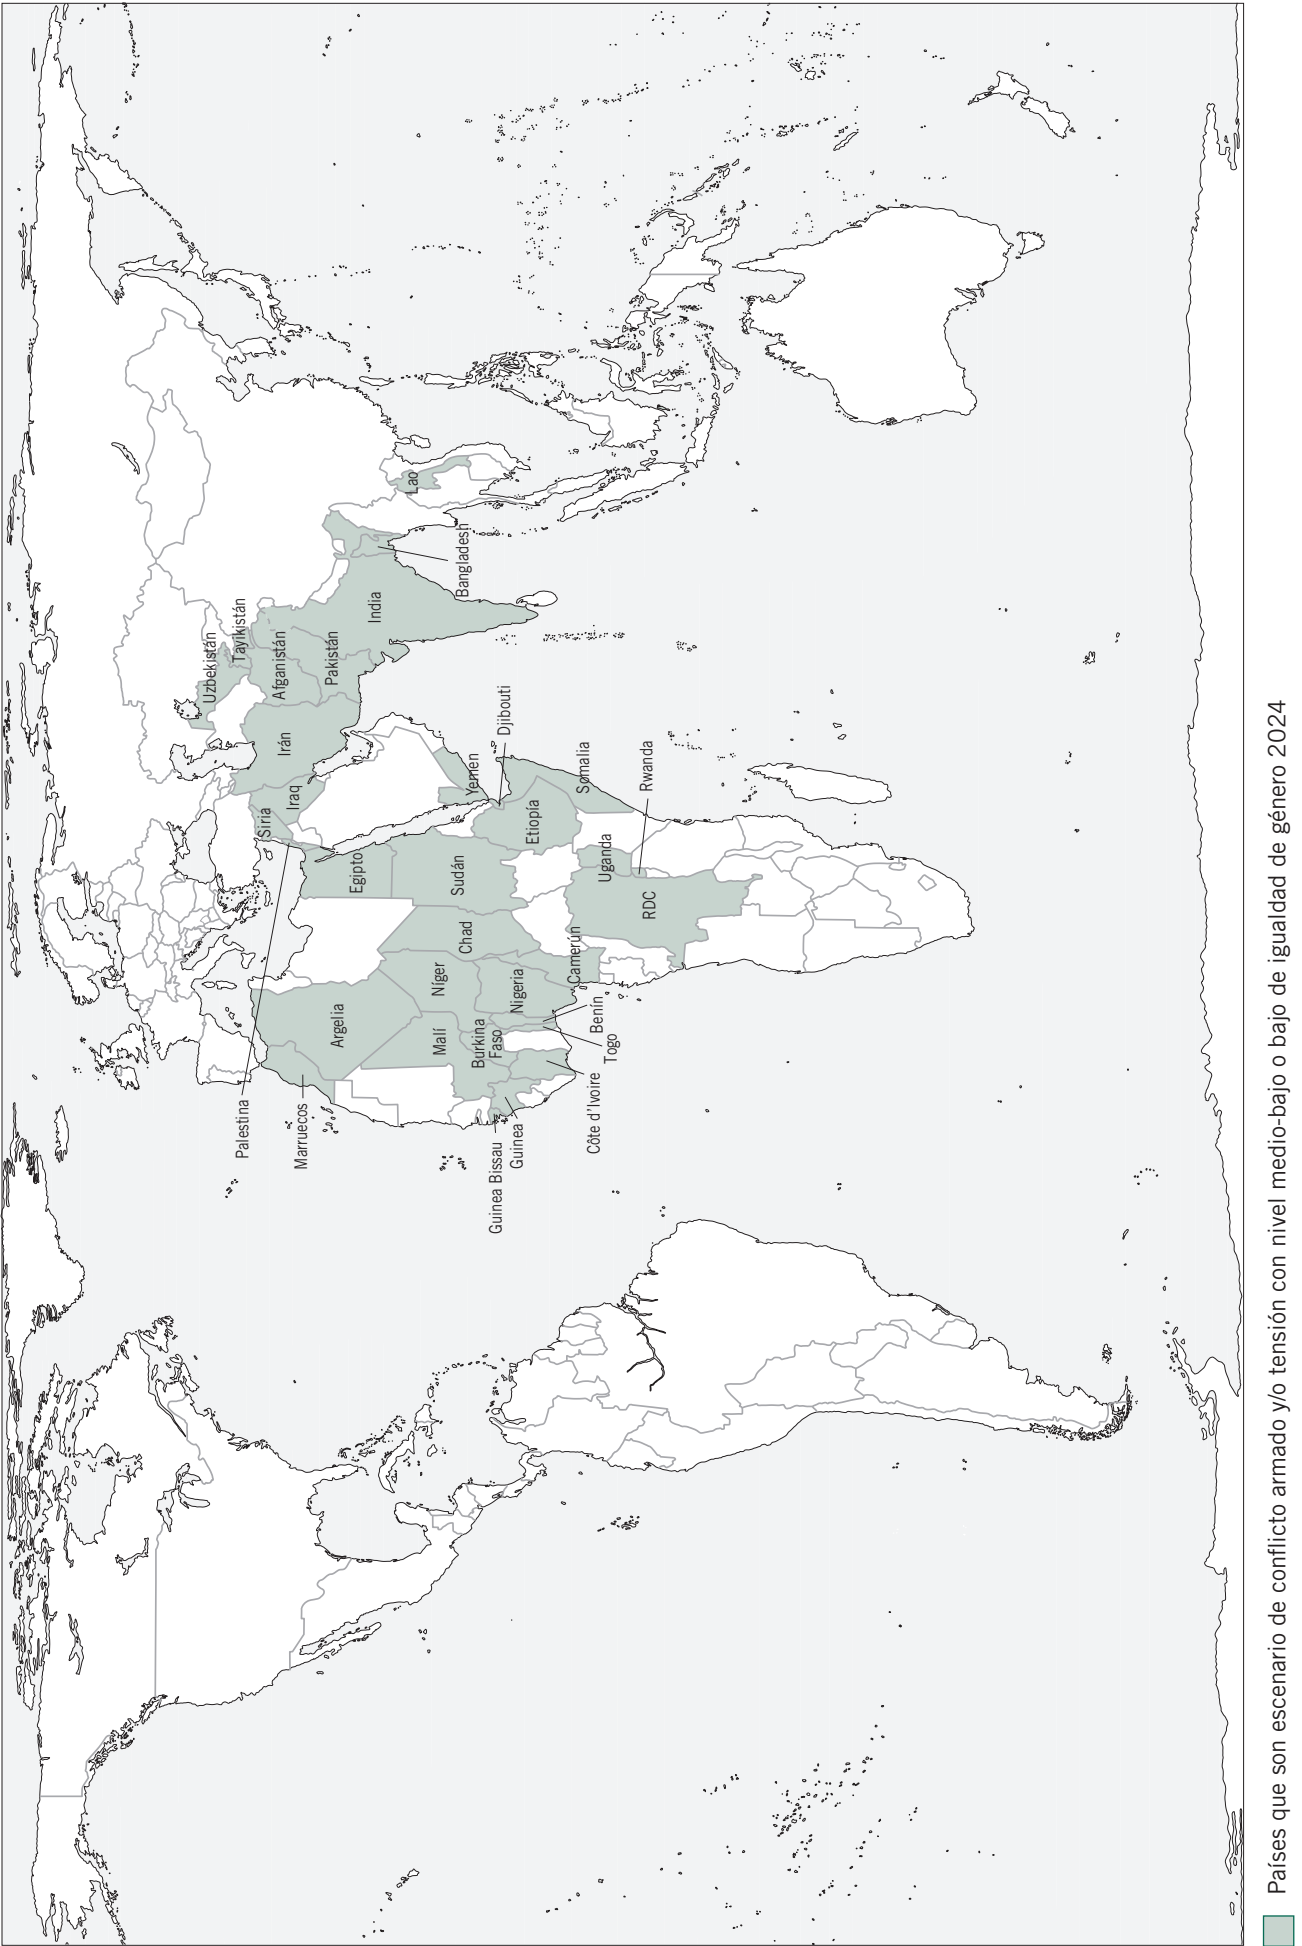 Uzbekistán
Tayikistán
Afganistán
Pakistán
India
Bangladesh
Lao
Irán
Iraq
Siria
Palestina
Yemen
Djibouti
Somalia
Etiopía
Rwanda
Uganda
RDC
Egipto
Sudán
Chad
Camerún
Níger
Nigeria
Argelia
Malí
Burkina
Faso
Benín
Togo
Marruecos
Côte d'Ivoire
Guinea
Guinea Bissau
Países que son escenario de conflicto armado y/o tensión con nivel medio-bajo o bajo de igualdad de género 2024